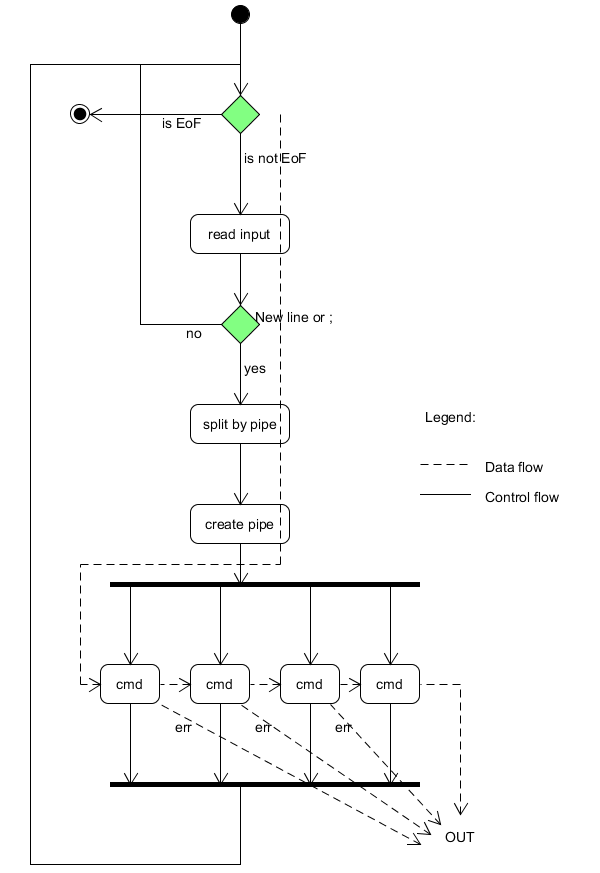 is EoF
is not EoF
read input
New line or ;
no
yes
split by pipe
Legend:
Data flow
Control flow
create pipe
cmd
cmd
cmd
cmd
err
err
err
OUT